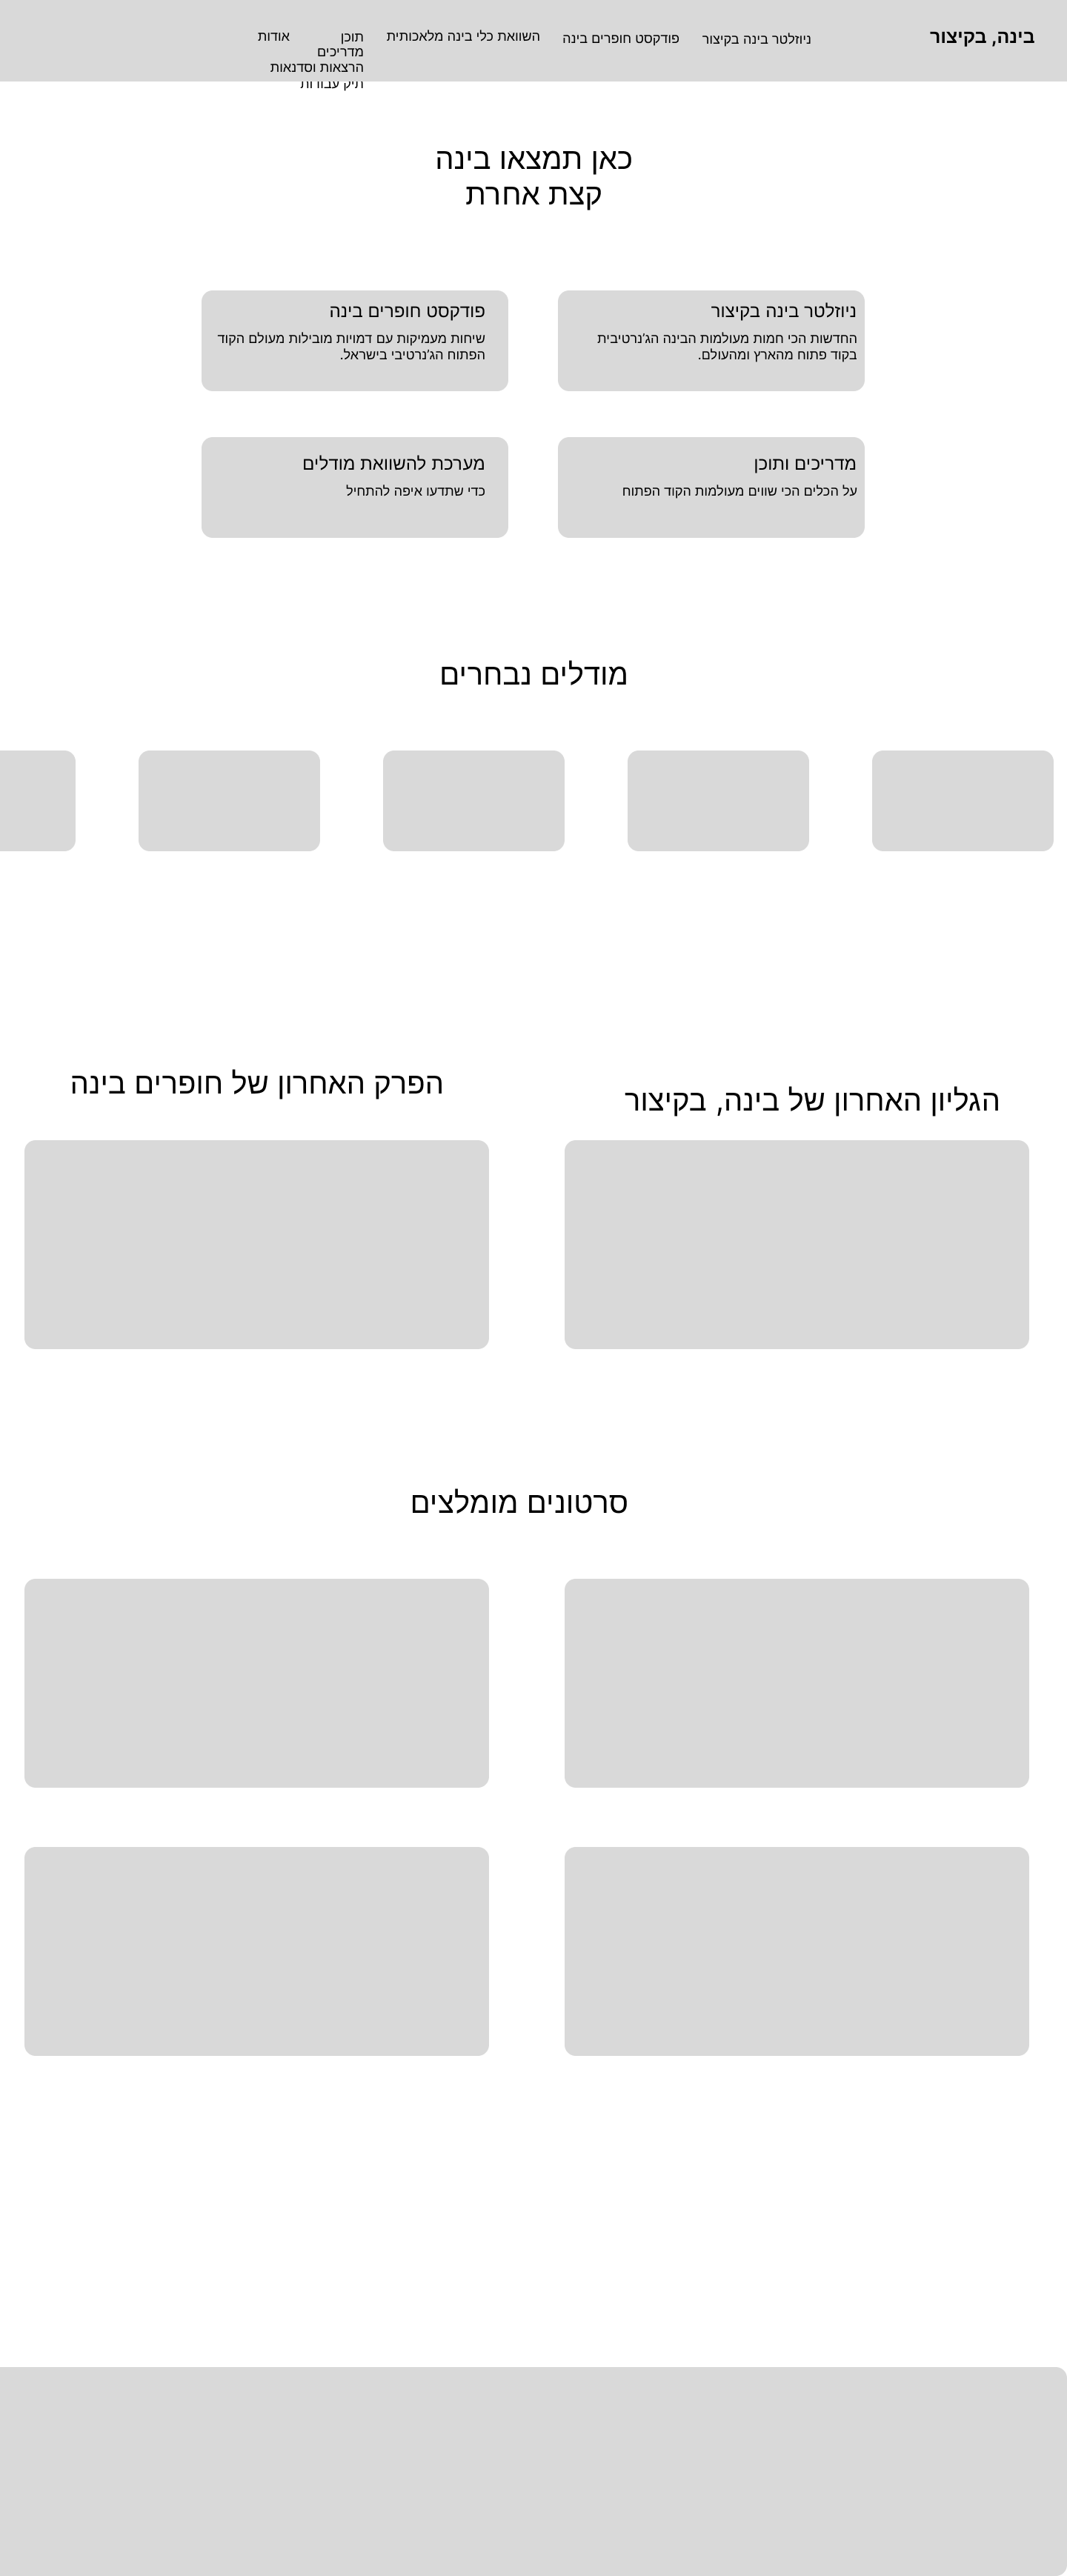 בינה, בקיצור
ניוזלטר בינה בקיצור
פודקסט חופרים בינה
השוואת כלי בינה מלאכותית
תוכן
מדריכים
הרצאות וסדנאות
תיק עבודות
אודות
כאן תמצאו בינה
קצת אחרת
ניוזלטר בינה בקיצור
החדשות הכי חמות מעולמות הבינה הג'נרטיבית
בקוד פתוח מהארץ ומהעולם.
פודקסט חופרים בינה
שיחות מעמיקות עם דמויות מובילות מעולם הקוד
הפתוח הג'נרטיבי בישראל.
מדריכים ותוכן
על הכלים הכי שווים מעולמות הקוד הפתוח
מערכת להשוואת מודלים
כדי שתדעו איפה להתחיל
מודלים נבחרים
הגליון האחרון של בינה, בקיצור
הפרק האחרון של חופרים בינה
סרטונים מומלצים